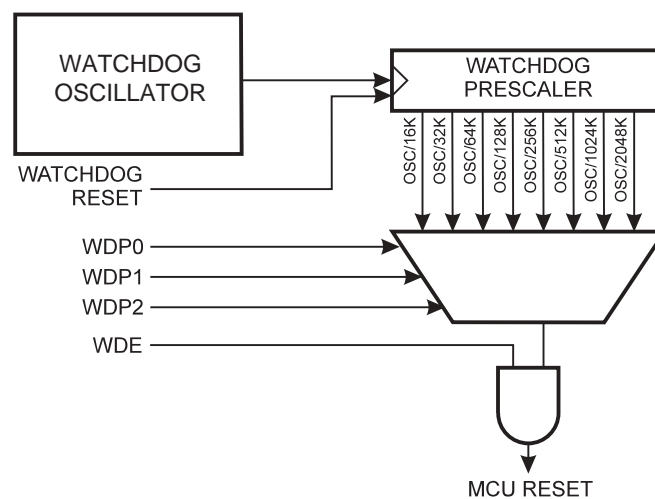 WATCHDOG
OSCILLATOR
WATCHDOG
PRESCALER
OSC/16K
OSC/32K
OSC/64K
OSC/128K
OSC/256K
OSC/512K
OSC/1024K
OSC/2048K
WATCHDOG
RESET
WDP0
WDP1
WDP2
WDE
MCU RESET